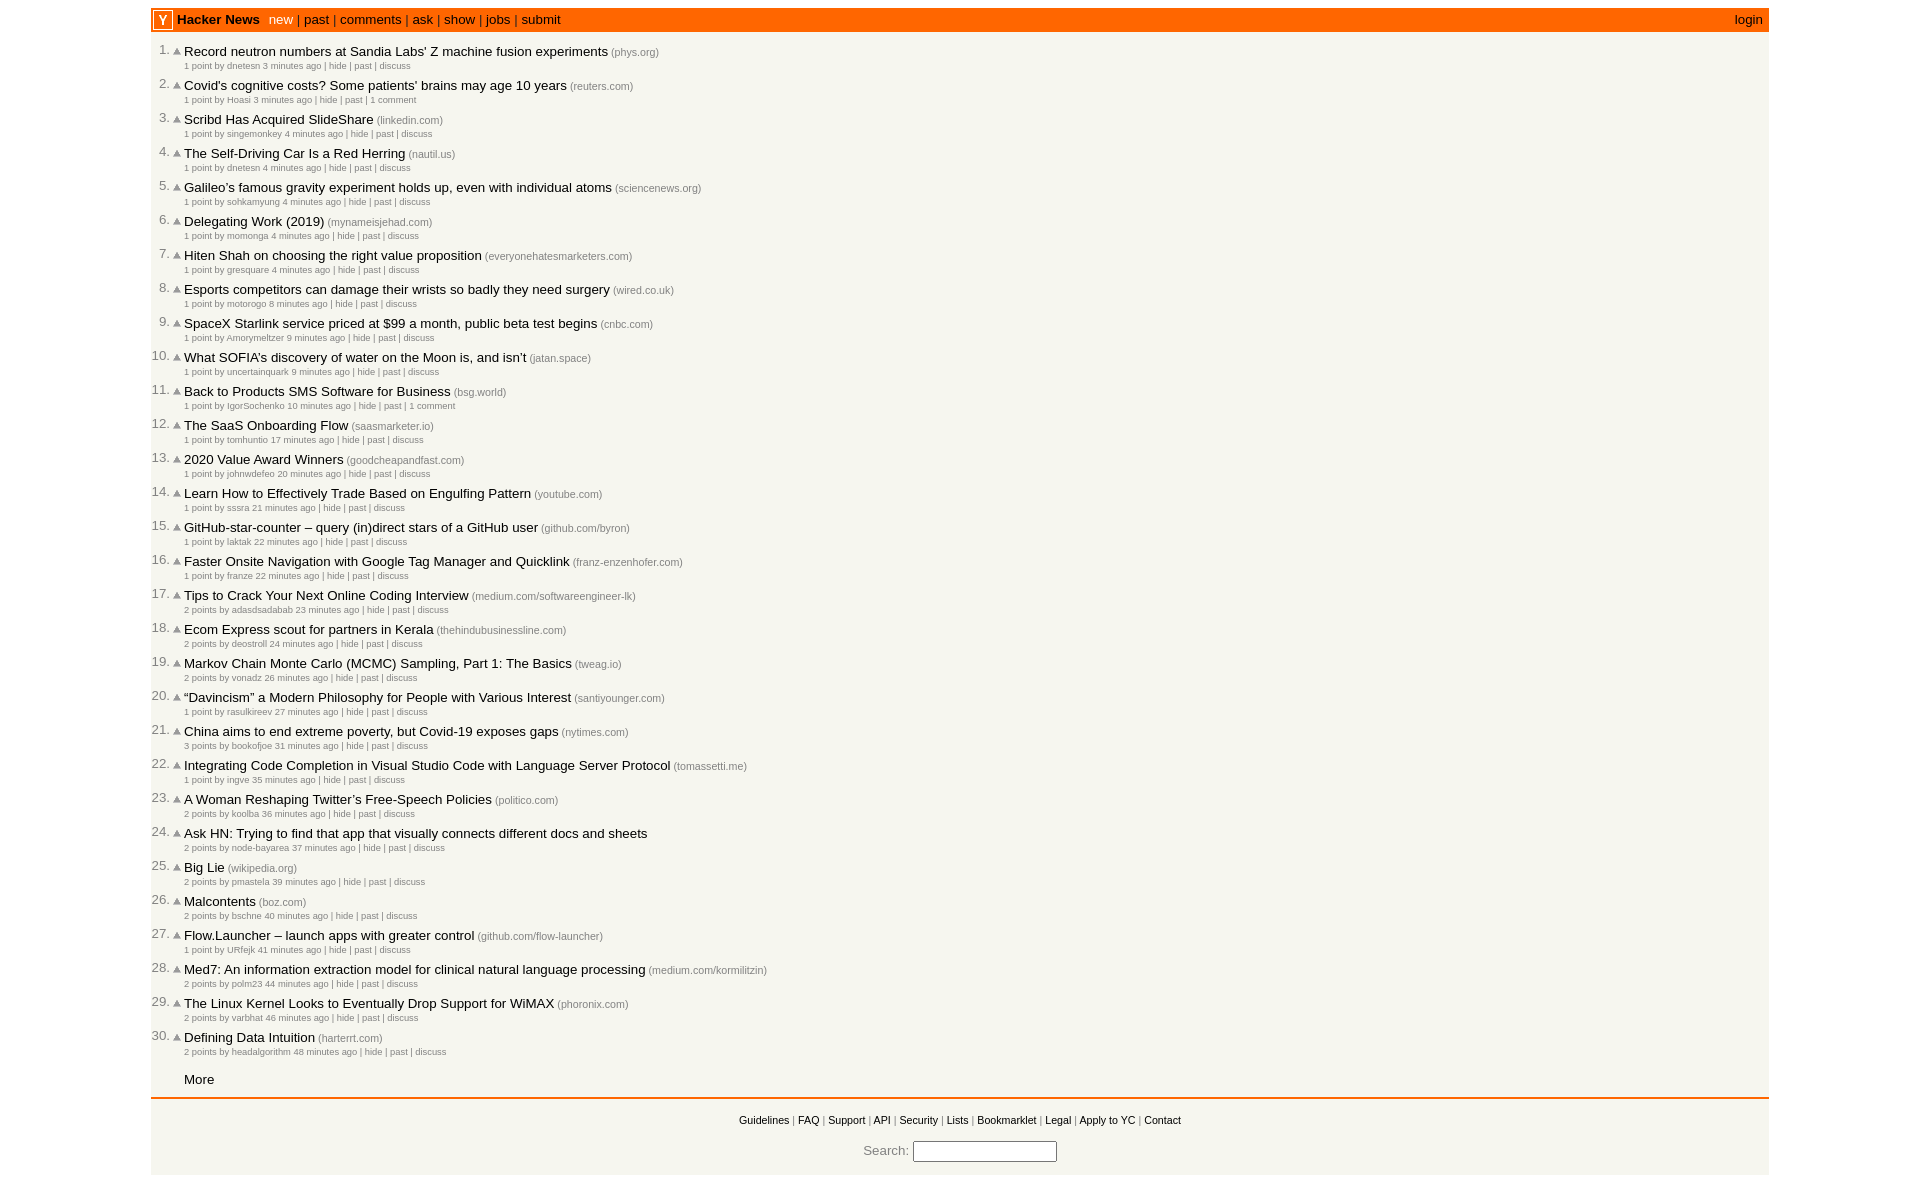 Y Hacker News new | past | comments | ask | show | jobs | submit login
1. Record neutron numbers at Sandia Labs' Z machine fusion experiments (phys.org)
1 point by dnetesn 3 minutes ago | hide | past | discuss
2. Covid's cognitive costs? Some patients' brains may age 10 years (reuters.com)
1 point by Hoasi 3 minutes ago | hide | past | 1 comment
3. Scribd Has Acquired SlideShare (linkedin.com)
1 point by singemonkey 4 minutes ago | hide | past | discuss
4. The Self-Driving Car Is a Red Herring (nautil.us)
1 point by dnetesn 4 minutes ago | hide | past | discuss
5. Galileo’s famous gravity experiment holds up, even with individual atoms (sciencenews.org)
1 point by sohkamyung 4 minutes ago | hide | past | discuss
6. Delegating Work (2019) (mynameisjehad.com)
1 point by momonga 4 minutes ago | hide | past | discuss
7. Hiten Shah on choosing the right value proposition (everyonehatesmarketers.com)
1 point by gresquare 4 minutes ago | hide | past | discuss
8. Esports competitors can damage their wrists so badly they need surgery (wired.co.uk)
1 point by motorogo 8 minutes ago | hide | past | discuss
9. SpaceX Starlink service priced at $99 a month, public beta test begins (cnbc.com)
1 point by Amorymeltzer 9 minutes ago | hide | past | discuss
10. What SOFIA’s discovery of water on the Moon is, and isn’t (jatan.space)
1 point by uncertainquark 9 minutes ago | hide | past | discuss
11. Back to Products SMS Software for Business (bsg.world)
1 point by IgorSochenko 10 minutes ago | hide | past | 1 comment
12. The SaaS Onboarding Flow (saasmarketer.io)
1 point by tomhuntio 17 minutes ago | hide | past | discuss
13. 2020 Value Award Winners (goodcheapandfast.com)
1 point by johnwdefeo 20 minutes ago | hide | past | discuss
14. Learn How to Effectively Trade Based on Engulfing Pattern (youtube.com)
1 point by sssra 21 minutes ago | hide | past | discuss
15. GitHub-star-counter – query (in)direct stars of a GitHub user (github.com/byron)
1 point by laktak 22 minutes ago | hide | past | discuss
16. Faster Onsite Navigation with Google Tag Manager and Quicklink (franz-enzenhofer.com)
1 point by franze 22 minutes ago | hide | past | discuss
17. Tips to Crack Your Next Online Coding Interview (medium.com/softwareengineer-lk)
2 points by adasdsadabab 23 minutes ago | hide | past | discuss
18. Ecom Express scout for partners in Kerala (thehindubusinessline.com)
2 points by deostroll 24 minutes ago | hide | past | discuss
19. Markov Chain Monte Carlo (MCMC) Sampling, Part 1: The Basics (tweag.io)
2 points by vonadz 26 minutes ago | hide | past | discuss
20. “Davincism” a Modern Philosophy for People with Various Interest (santiyounger.com)
1 point by rasulkireev 27 minutes ago | hide | past | discuss
21. China aims to end extreme poverty, but Covid-19 exposes gaps (nytimes.com)
3 points by bookofjoe 31 minutes ago | hide | past | discuss
22. Integrating Code Completion in Visual Studio Code with Language Server Protocol (tomassetti.me)
1 point by ingve 35 minutes ago | hide | past | discuss
23. A Woman Reshaping Twitter’s Free-Speech Policies (politico.com)
2 points by koolba 36 minutes ago | hide | past | discuss
24. Ask HN: Trying to find that app that visually connects different docs and sheets
2 points by node-bayarea 37 minutes ago | hide | past | discuss
25. Big Lie (wikipedia.org)
2 points by pmastela 39 minutes ago | hide | past | discuss
26. Malcontents (boz.com)
2 points by bschne 40 minutes ago | hide | past | discuss
27. Flow.Launcher – launch apps with greater control (github.com/flow-launcher)
1 point by URfejk 41 minutes ago | hide | past | discuss
28. Med7: An information extraction model for clinical natural language processing (medium.com/kormilitzin)
2 points by polm23 44 minutes ago | hide | past | discuss
29. The Linux Kernel Looks to Eventually Drop Support for WiMAX (phoronix.com)
2 points by varbhat 46 minutes ago | hide | past | discuss
30. Defining Data Intuition (harterrt.com)
2 points by headalgorithm 48 minutes ago | hide | past | discuss
More
Guidelines | FAQ | Support | API | Security | Lists | Bookmarklet | Legal | Apply to YC | Contact
Search: